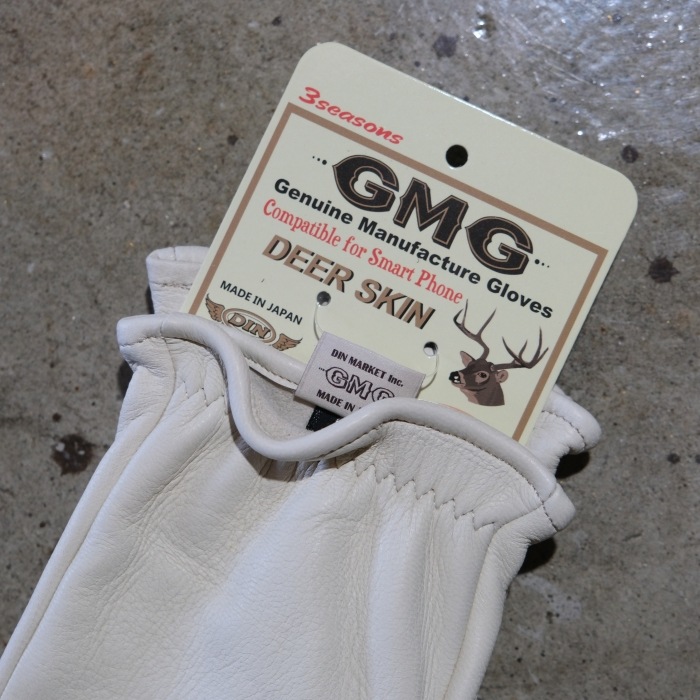 3seasons
GMG
Genuine Manufacture Gloves
Compatible for Smart Phone
DEER SKIN
MADE IN JAPAN
DIN
DIN MARKET Inc.
GMG
MADE IN